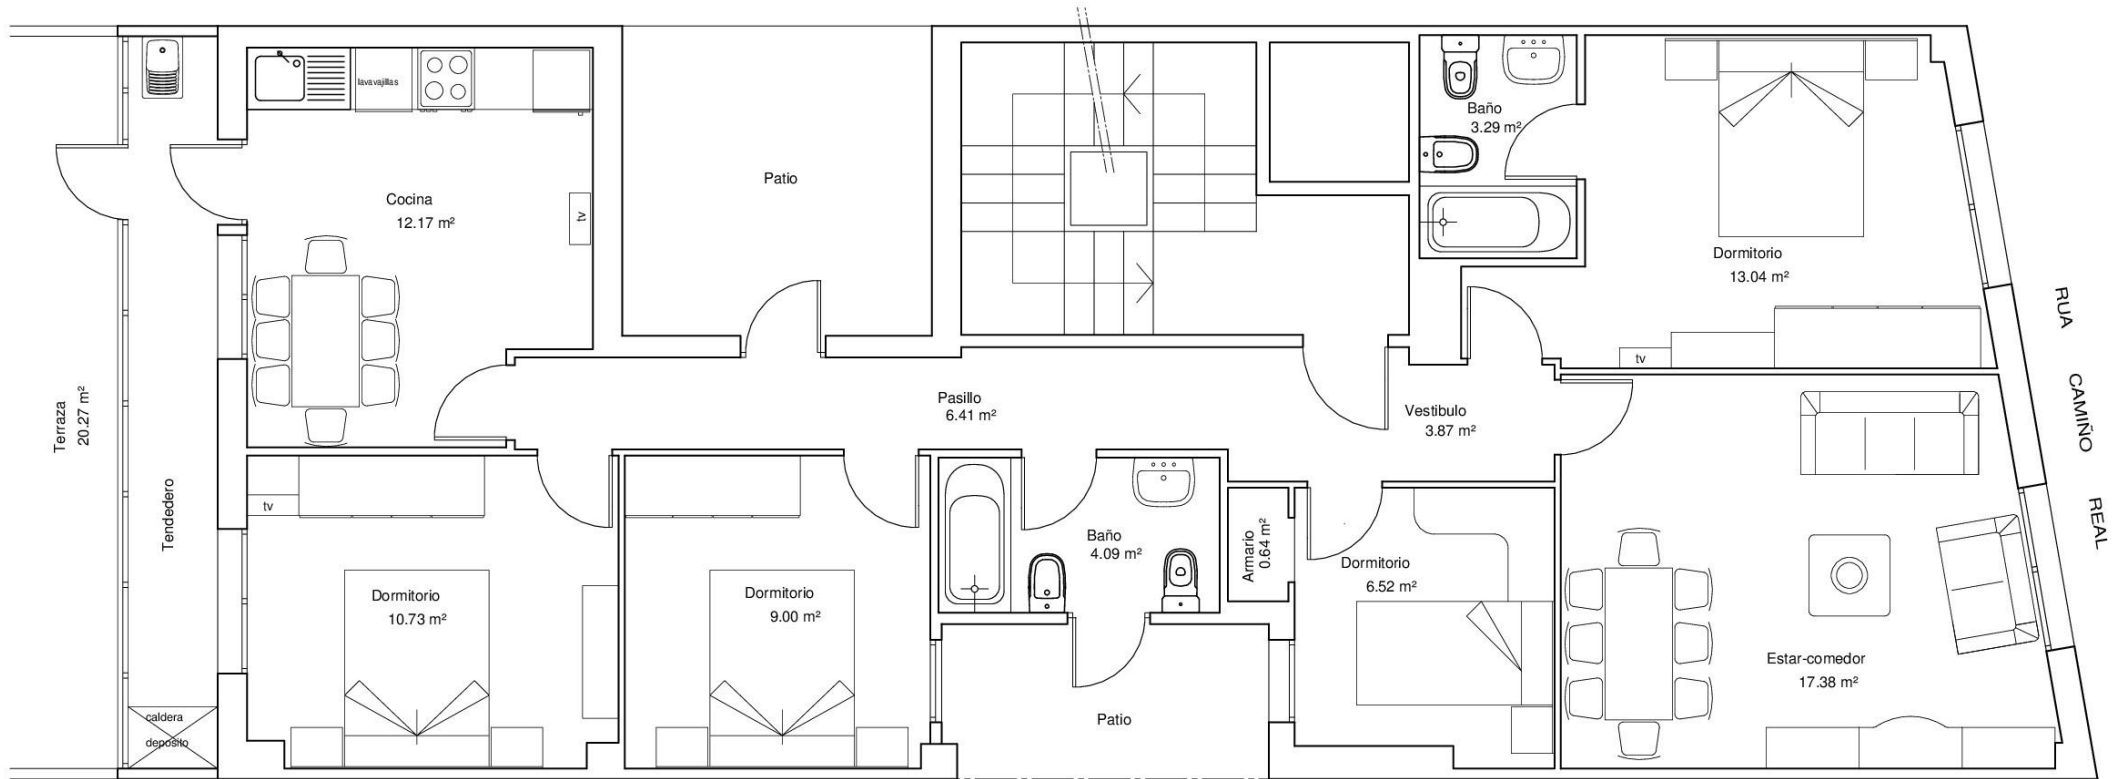 lavavajillas
Cocina
12.17 m²
tv
Patio
Baño
3.29 m²
Dormitorio
13.04 m²
tv
RUA
CAMIÑO
REAL
Terraza
20.27 m²
Tendedero
Pasillo
6.41 m²
Vestibulo
3.87 m²
tv
Dormitorio
10.73 m²
Dormitorio
9.00 m²
Baño
4.09 m²
Armario
0.64 m²
Dormitorio
6.52 m²
Estar-comedor
17.38 m²
Patio
caldera
deposito